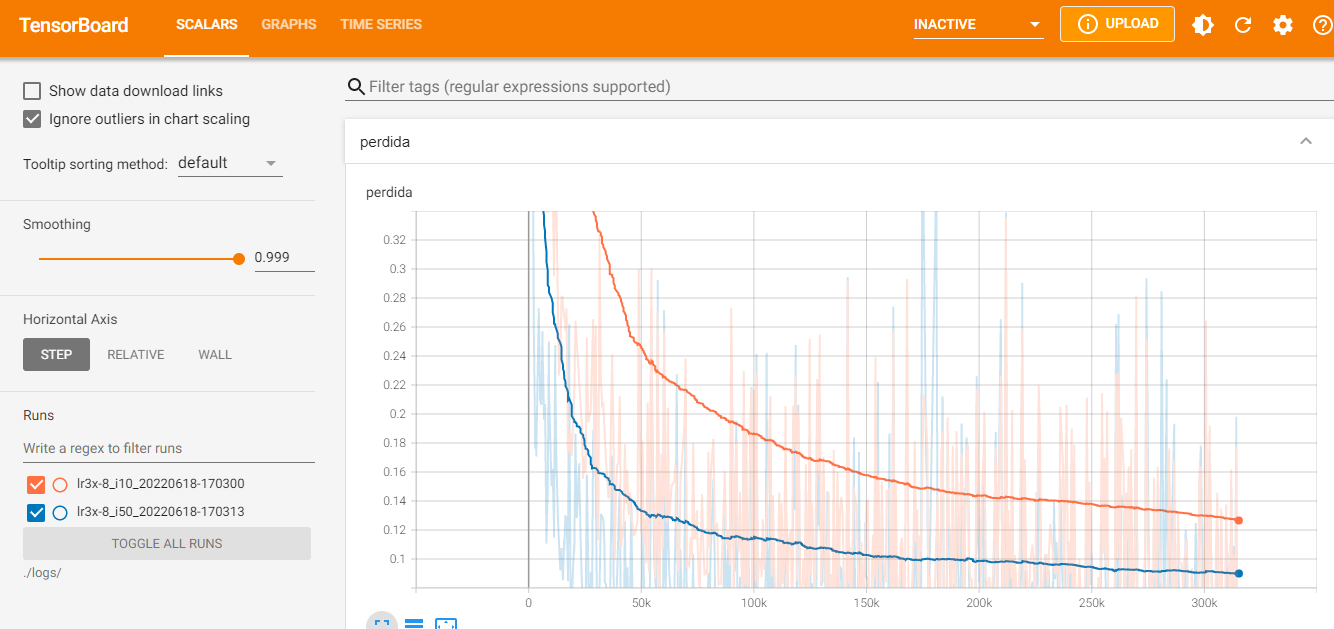 TensorBoard SCALARS GRAPHS TIME SERIES INACTIVE UPLOAD
Show data download links
Ignore outliers in chart scaling
Tooltip sorting method: default
Smoothing
0.999
Horizontal Axis
STEP RELATIVE WALL
Runs
Write a regex to filter runs
lr3x-8_i10_20220618-170300
lr3x-8_i50_20220618-170313
TOGGLE ALL RUNS
./logs/
Filter tags (regular expressions supported)
perdida
perdida
0.32
0.3
0.28
0.26
0.24
0.22
0.2
0.18
0.16
0.14
0.12
0.1
0 50k 100k 150k 200k 250k 300k